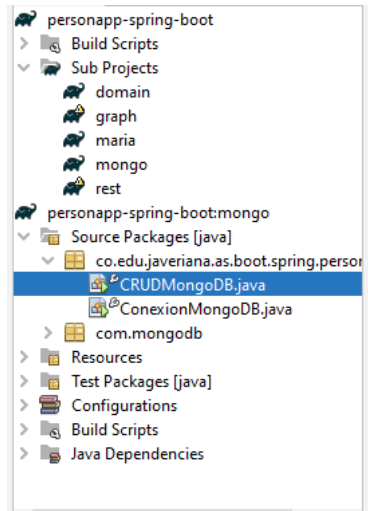 personapp-spring-boot
Build Scripts
Sub Projects
domain
graph
maria
mongo
rest
personapp-spring-boot:mongo
Source Packages [java]
co.edu.javeriana.as.boot.spring.person
CRUDMongoDB.java
ConexionMongoDB.java
com.mongodb
Resources
Test Packages [java]
Configurations
Build Scripts
Java Dependencies